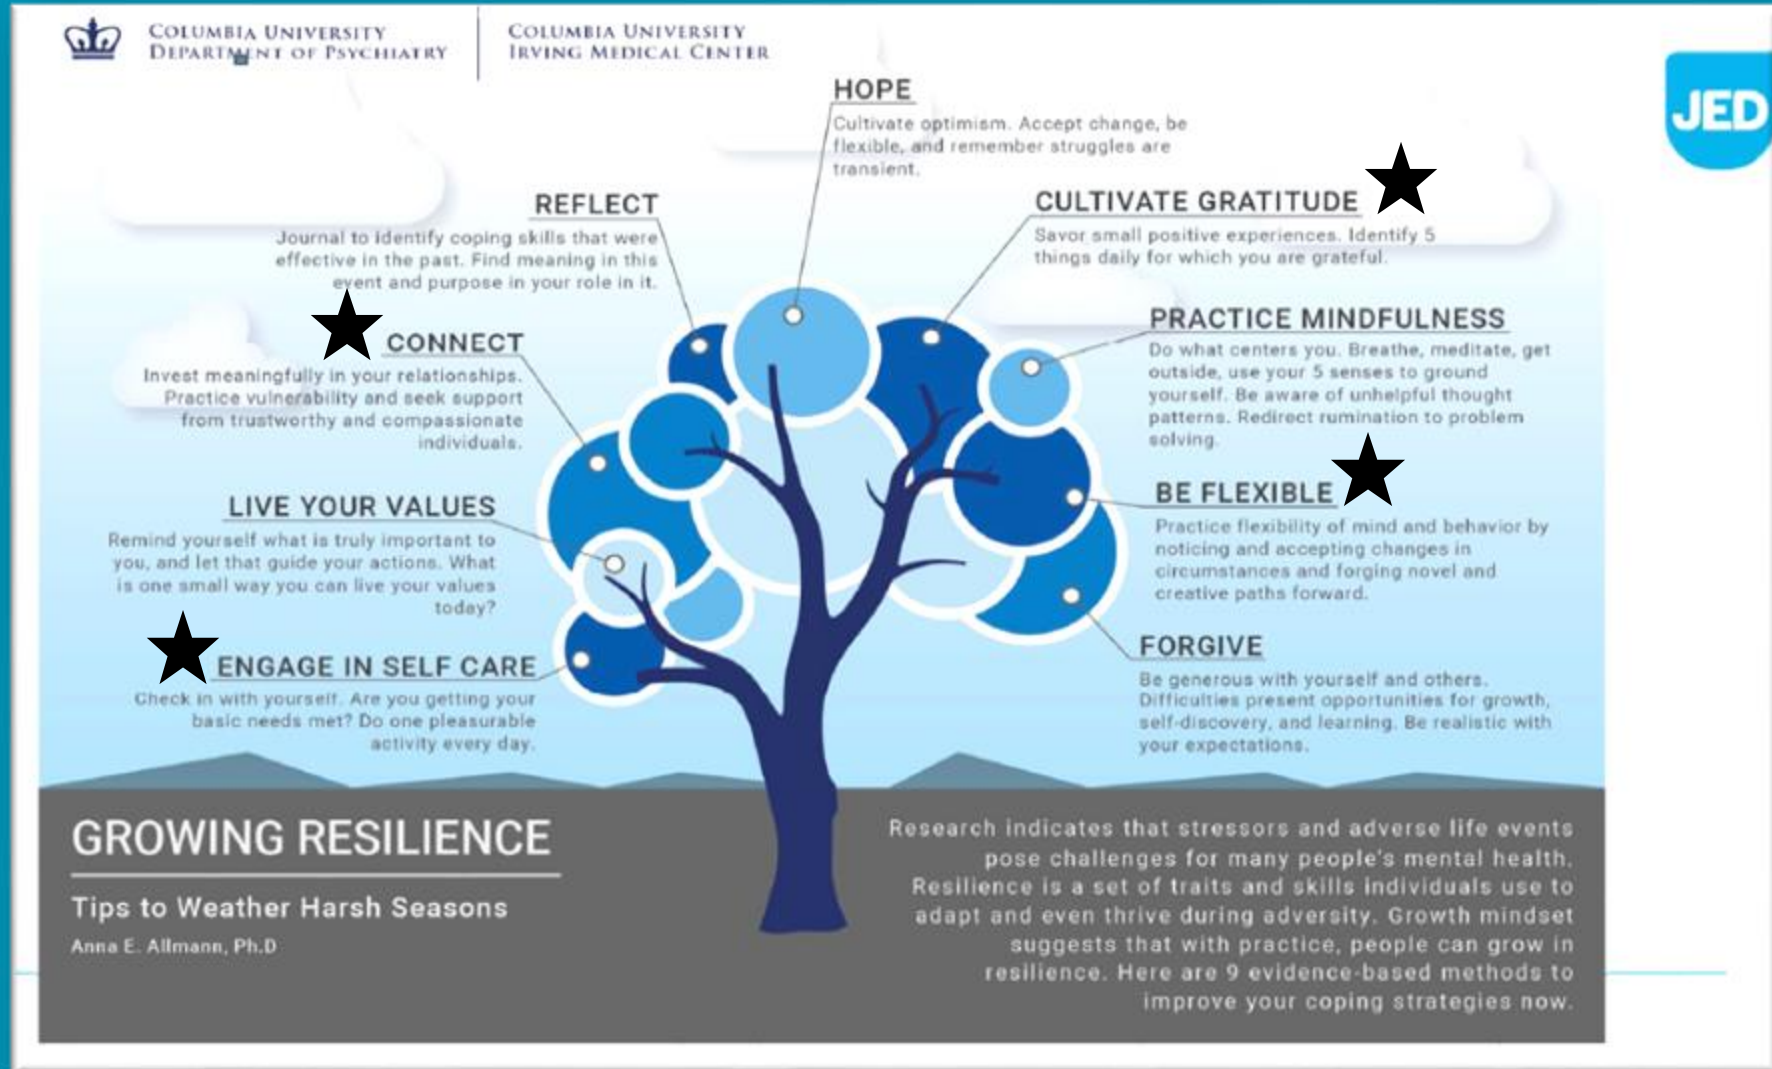 COLUMBIA UNIVERSITY
DEPARTMENT OF PSYCHIATRY
COLUMBIA UNIVERSITY
IRVING MEDICAL CENTER
JED
HOPE
Cultivate optimism. Accept change, be
flexible, and remember struggles are
transient.
REFLECT
Journal to identify coping skills that were
effective in the past. Find meaning in this
event and purpose in your role in it.
CULTIVATE GRATITUDE
Savor small positive experiences. Identify 5
things daily for which you are grateful.
CONNECT
Invest meaningfully in your relationships.
Practice vulnerability and seek support
from trustworthy and compassionate
individuals.
PRACTICE MINDFULNESS
Do what centers you. Breathe, meditate, get
outside, use your 5 senses to ground
yourself. Be aware of unhelpful thought
patterns. Redirect rumination to problem
solving.
LIVE YOUR VALUES
Remind yourself what is truly important to
you, and let that guide your actions. What
is one small way you can live your values
today?
BE FLEXIBLE
Practice flexibility of mind and behavior by
noticing and accepting changes in
circumstances and forging novel and
creative paths forward.
ENGAGE IN SELF CARE
Check in with yourself. Are you getting your
basic needs met? Do one pleasurable
activity every day.
FORGIVE
Be generous with yourself and others.
Difficulties present opportunities for growth,
self-discovery, and learning. Be realistic with
your expectations.
GROWING RESILIENCE
Tips to Weather Harsh Seasons
Anna E. Allmann, Ph.D
Research indicates that stressors and adverse life events
pose challenges for many people's mental health.
Resilience is a set of traits and skills individuals use to
adapt and even thrive during adversity. Growth mindset
suggests that with practice, people can grow in
resilience. Here are 9 evidence-based methods to
improve your coping strategies now.